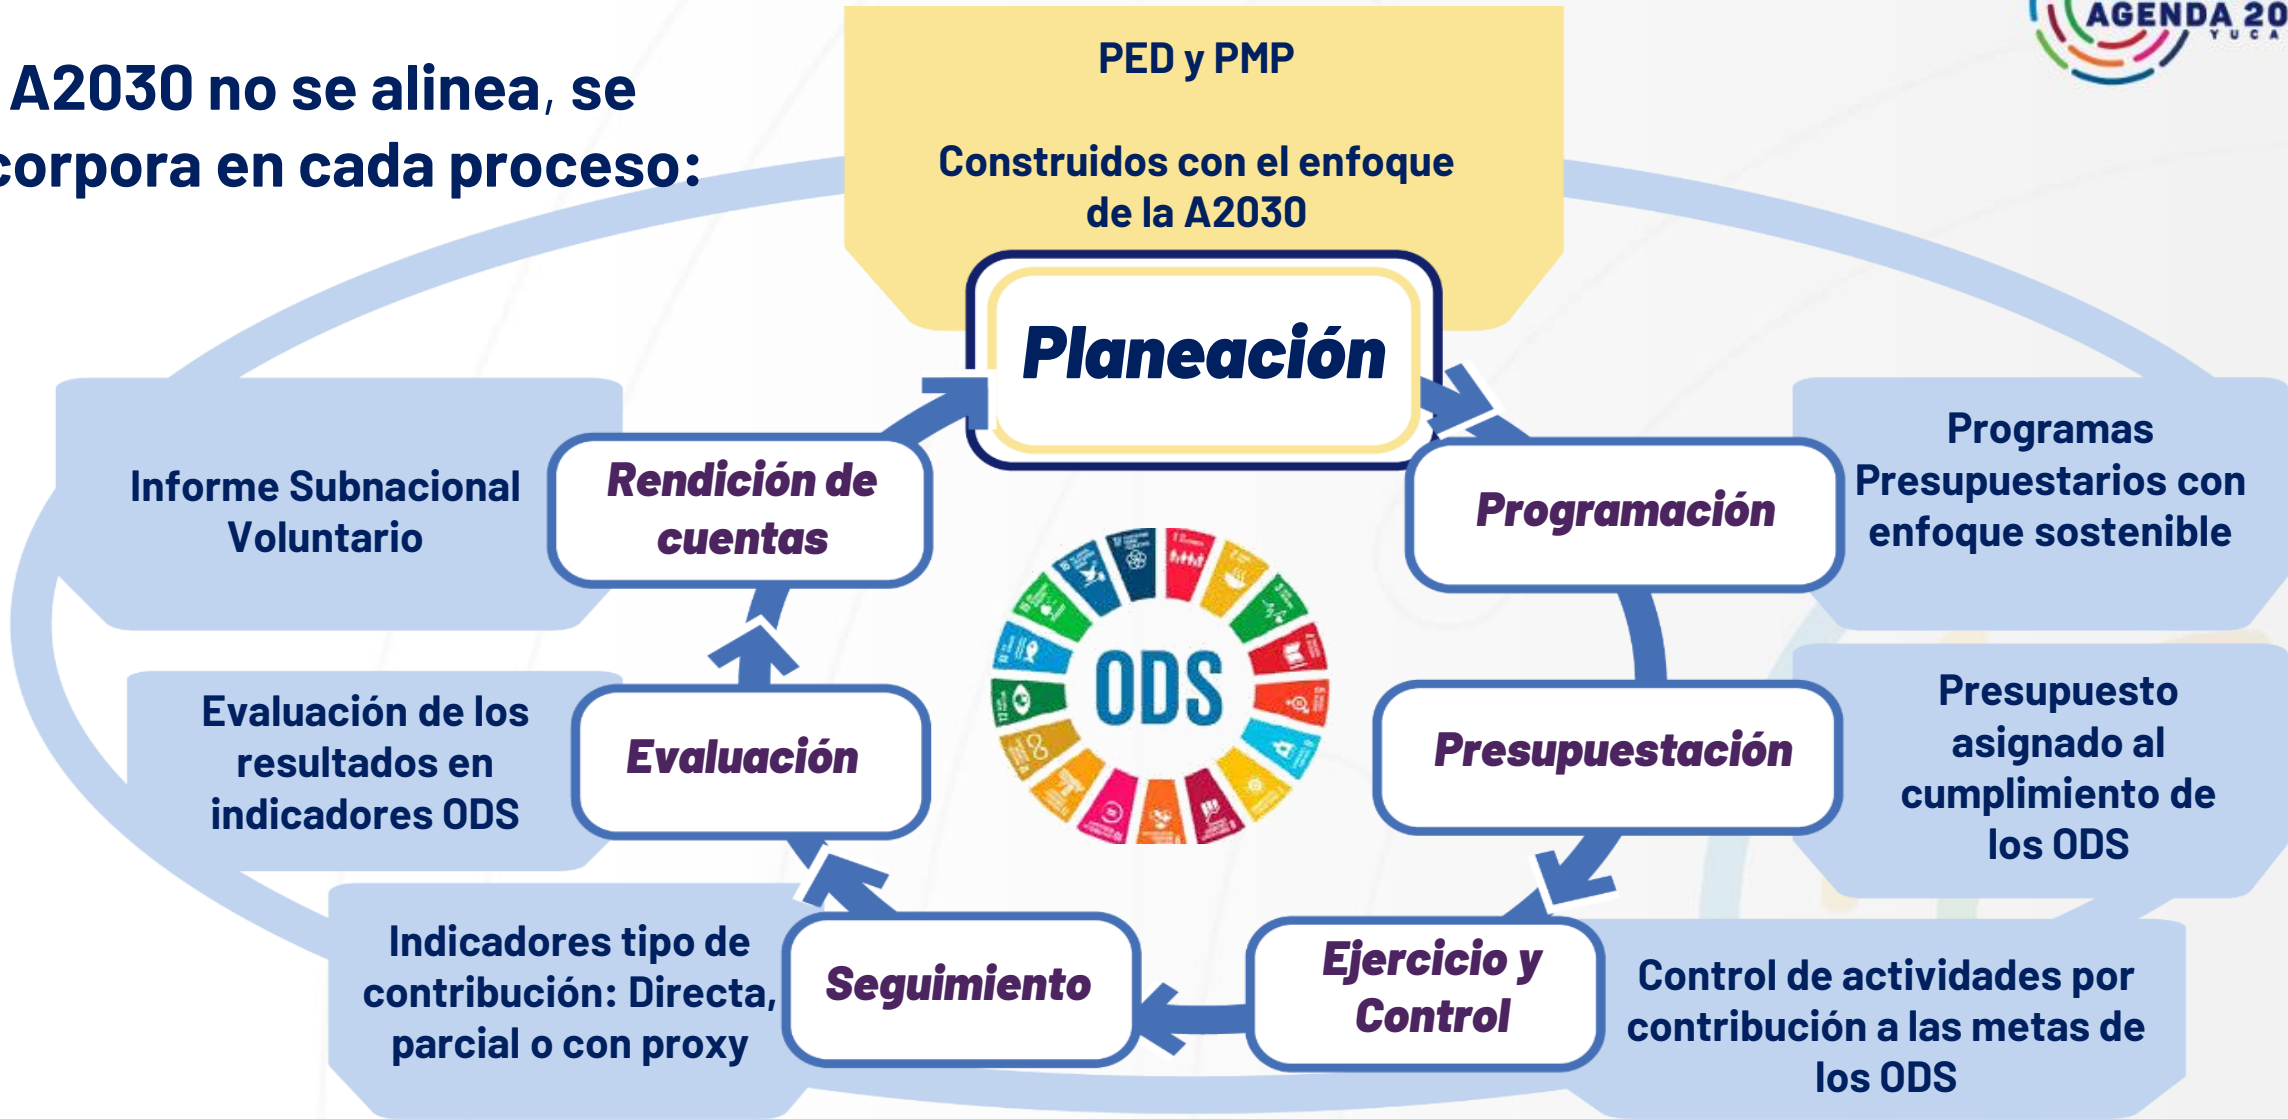 A2030 no se alinea, se
corpora en cada proceso:
AGENDA 20
YUCA
PED y PMP
Construidos con el enfoque
de la A2030
Planeación
Programación
Programas
Presupuestarios con
enfoque sostenible
Presupuestación
Presupuesto
asignado al
cumplimiento de
los ODS
Ejercicio y
Control
Control de actividades por
contribución a las metas de
los ODS
Seguimiento
Indicadores tipo de
contribución: Directa,
parcial o con proxy
Evaluación
Evaluación de los
resultados en
indicadores ODS
Rendición de
cuentas
Informe Subnacional
Voluntario
ODS